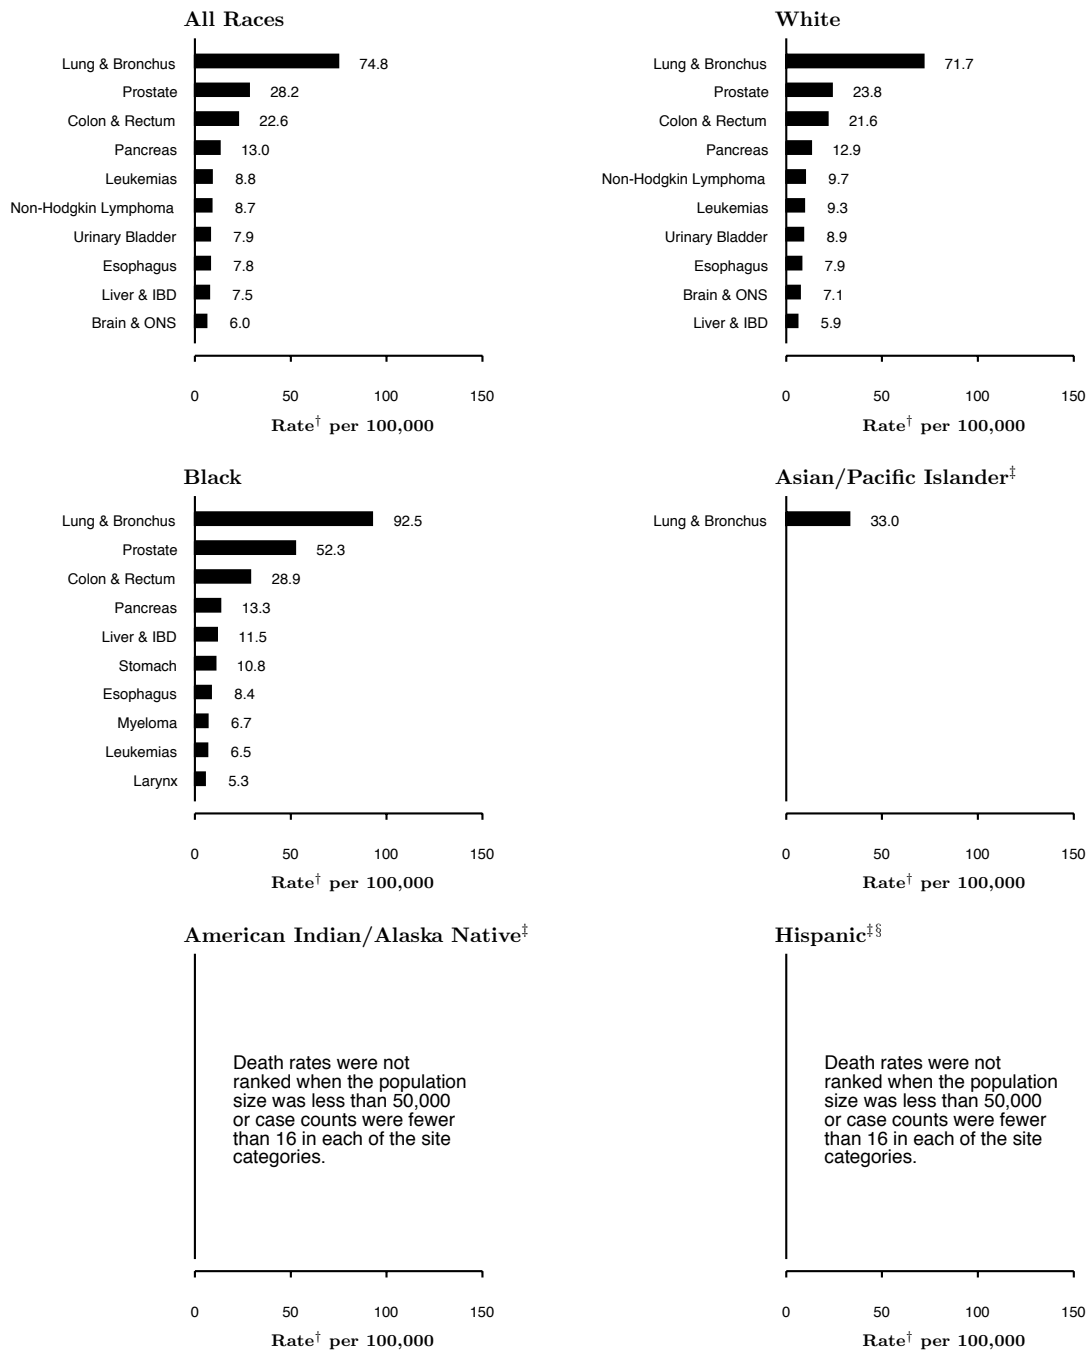 All Races
Lung & Bronchus 74.8
Prostate 28.2
Colon & Rectum 22.6
Pancreas 13.0
Leukemias 8.8
Non-Hodgkin Lymphoma 8.7
Urinary Bladder 7.9
Esophagus 7.8
Liver & IBD 7.5
Brain & ONS 6.0
0 50 100 150
Rate† per 100,000
White
Lung & Bronchus 71.7
Prostate 23.8
Colon & Rectum 21.6
Pancreas 12.9
Non-Hodgkin Lymphoma 9.7
Leukemias 9.3
Urinary Bladder 8.9
Esophagus 7.9
Brain & ONS 7.1
Liver & IBD 5.9
0 50 100 150
Rate† per 100,000
Black
Lung & Bronchus 92.5
Prostate 52.3
Colon & Rectum 28.9
Pancreas 13.3
Liver & IBD 11.5
Stomach 10.8
Esophagus 8.4
Myeloma 6.7
Leukemias 6.5
Larynx 5.3
0 50 100 150
Rate† per 100,000
Asian/Pacific Islander‡
Lung & Bronchus 33.0
0 50 100 150
Rate† per 100,000
American Indian/Alaska Native‡
Death rates were not
ranked when the population
size was less than 50,000
or case counts were fewer
than 16 in each of the site
categories.
0 50 100 150
Rate† per 100,000
Hispanic‡§
Death rates were not
ranked when the population
size was less than 50,000
or case counts were fewer
than 16 in each of the site
categories.
0 50 100 150
Rate† per 100,000